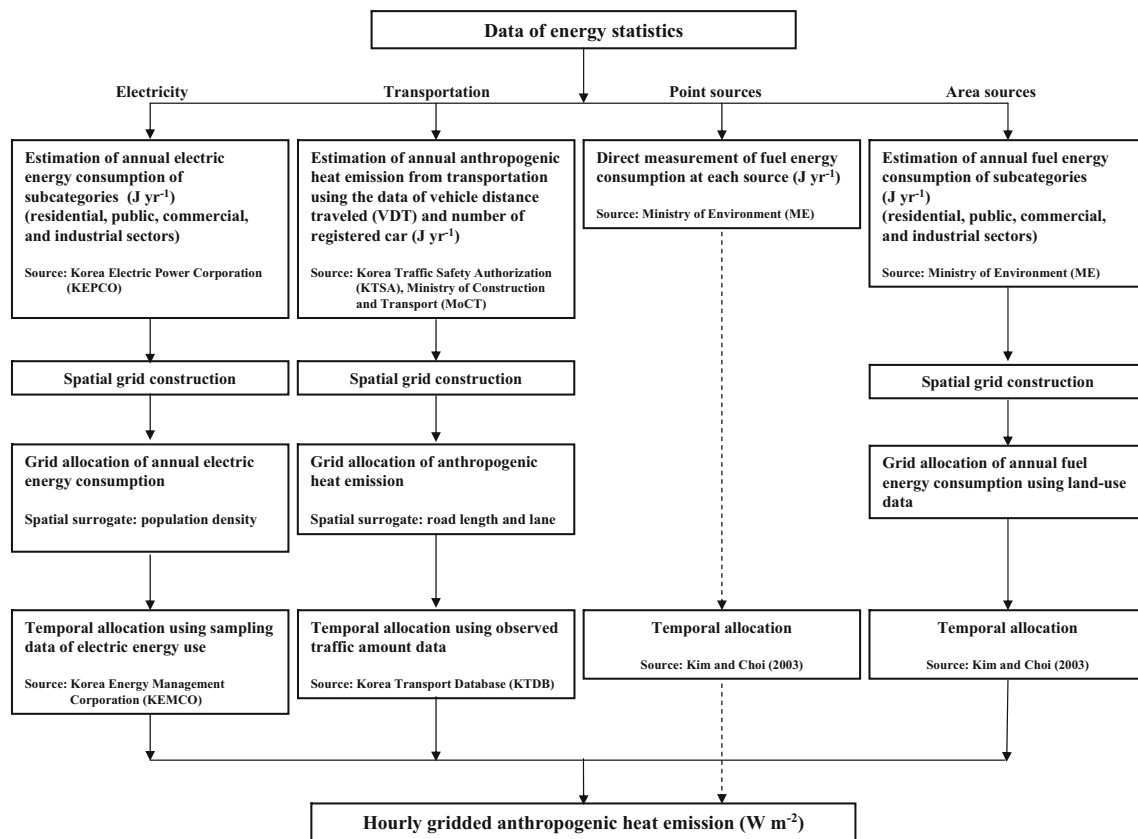 Data of energy statistics
Electricity
Transportation
Point sources
Area sources
Estimation of annual electric
energy consumption of
subcategories (J yr⁻¹)
(residential, public, commercial,
and industrial sectors)
Source: Korea Electric Power Corporation
(KEPCO)
Estimation of annual anthropogenic
heat emission from transportation
using the data of vehicle distance
traveled (VDT) and number of
registered car (J yr⁻¹)
Source: Korea Traffic Safety Authorization
(KTSA), Ministry of Construction
and Transport (MoCT)
Direct measurement of fuel energy
consumption at each source (J yr⁻¹)
Source: Ministry of Environment (ME)
Estimation of annual fuel energy
consumption of subcategories
(J yr⁻¹)
(residential, public, commercial,
and industrial sectors)
Source: Ministry of Environment (ME)
Spatial grid construction
Spatial grid construction
Spatial grid construction
Grid allocation of annual electric
energy consumption
Spatial surrogate: population density
Grid allocation of anthropogenic
heat emission
Spatial surrogate: road length and lane
Grid allocation of annual fuel
energy consumption using land-use
data
Temporal allocation using sampling
data of electric energy use
Source: Korea Energy Management
Corporation (KEMCO)
Temporal allocation using observed
traffic amount data
Source: Korea Transport Database (KTDB)
Temporal allocation
Source: Kim and Choi (2003)
Temporal allocation
Source: Kim and Choi (2003)
Hourly gridded anthropogenic heat emission (W m⁻²)